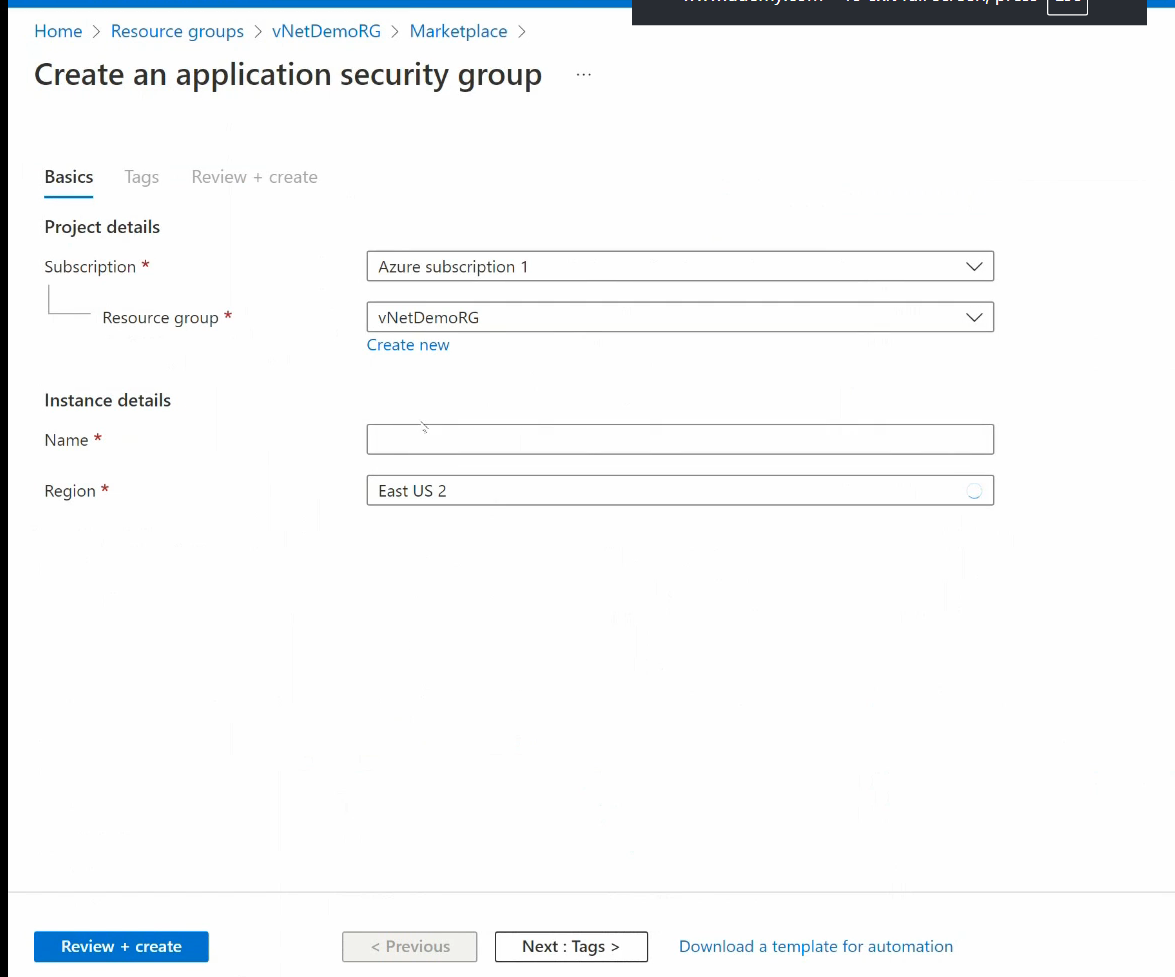 Home > Resource groups > vNetDemoRG > Marketplace >
Create an application security group ...
Basics Tags Review + create
Project details
Subscription *
Azure subscription 1
Resource group *
vNetDemoRG
Create new
Instance details
Name *
Region *
East US 2
Review + create
< Previous
Next : Tags >
Download a template for automation